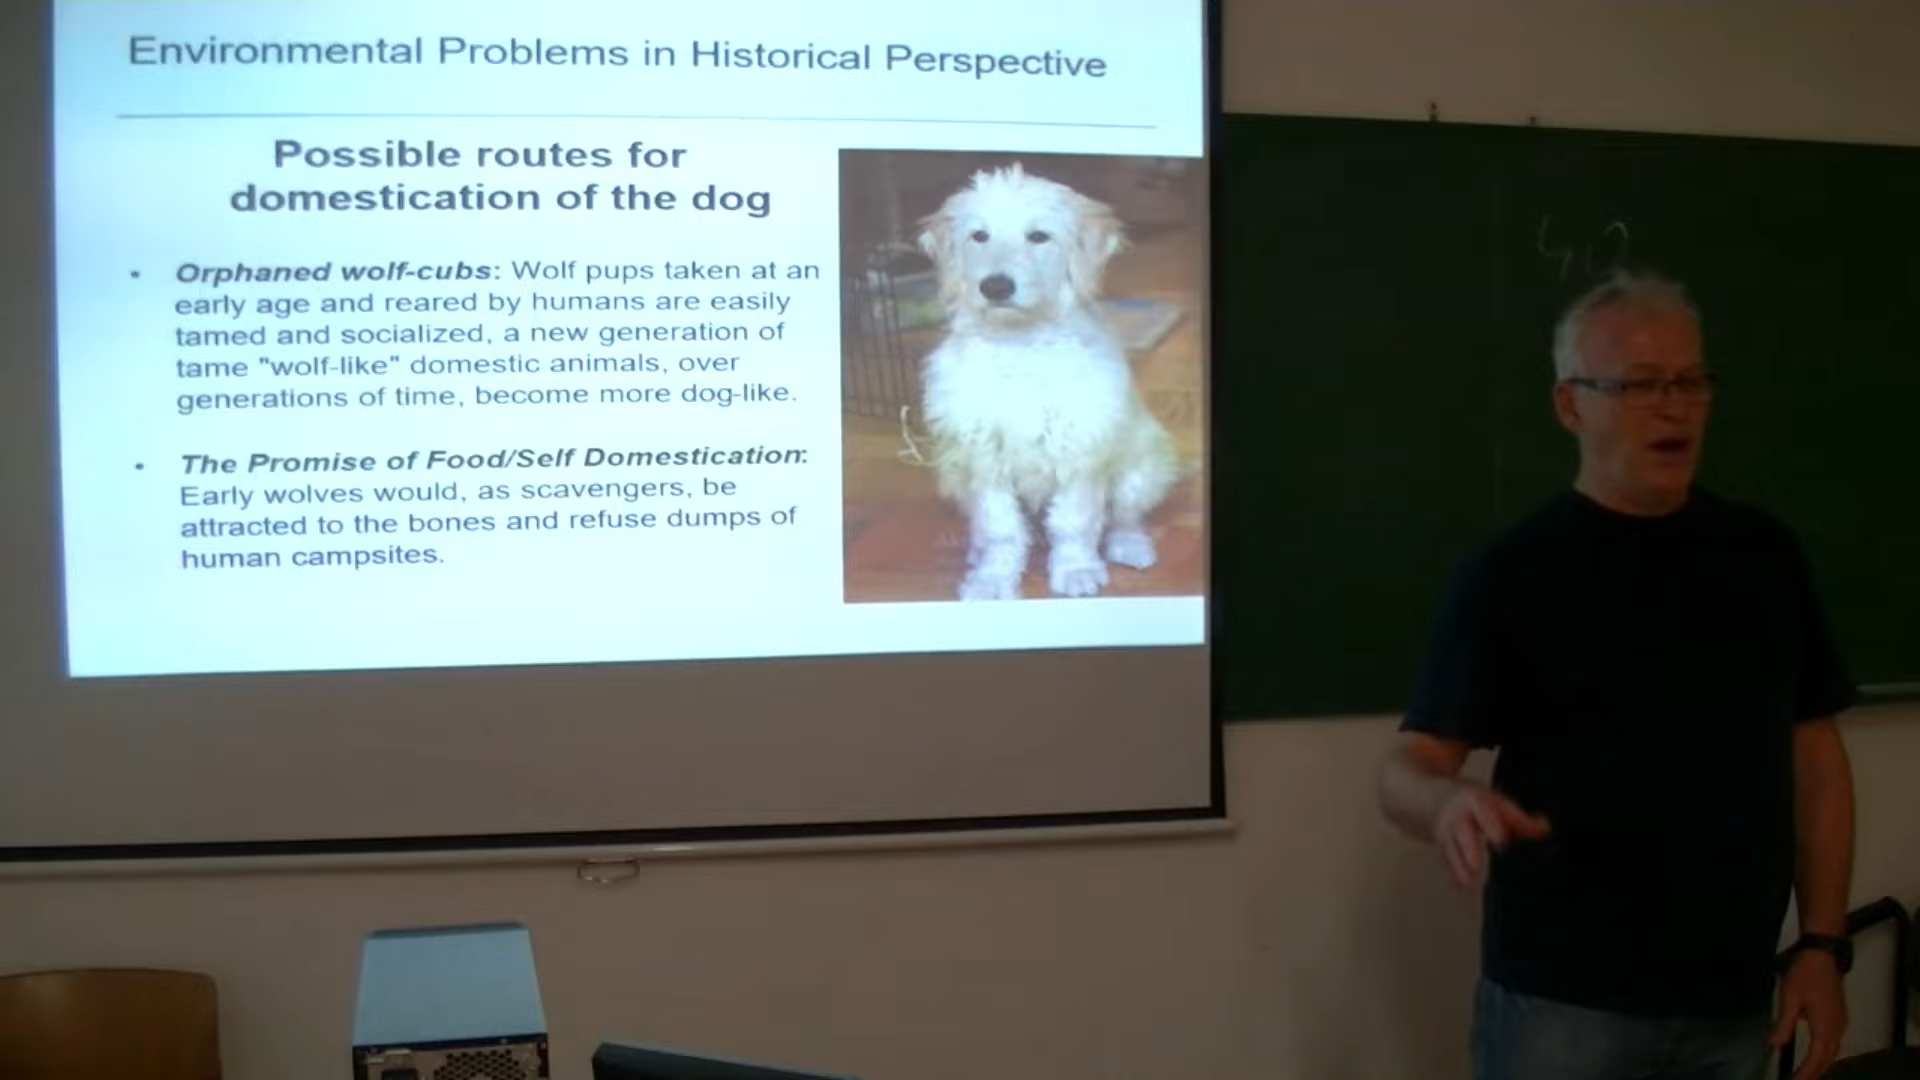 Environmental Problems in Historical Perspective
Possible routes for
domestication of the dog
• Orphaned wolf-cubs: Wolf pups taken at an
early age and reared by humans are easily
tamed and socialized, a new generation of
tame "wolf-like" domestic animals, over
generations of time, become more dog-like.
• The Promise of Food/Self Domestication:
Early wolves would, as scavengers, be
attracted to the bones and refuse dumps of
human campsites.